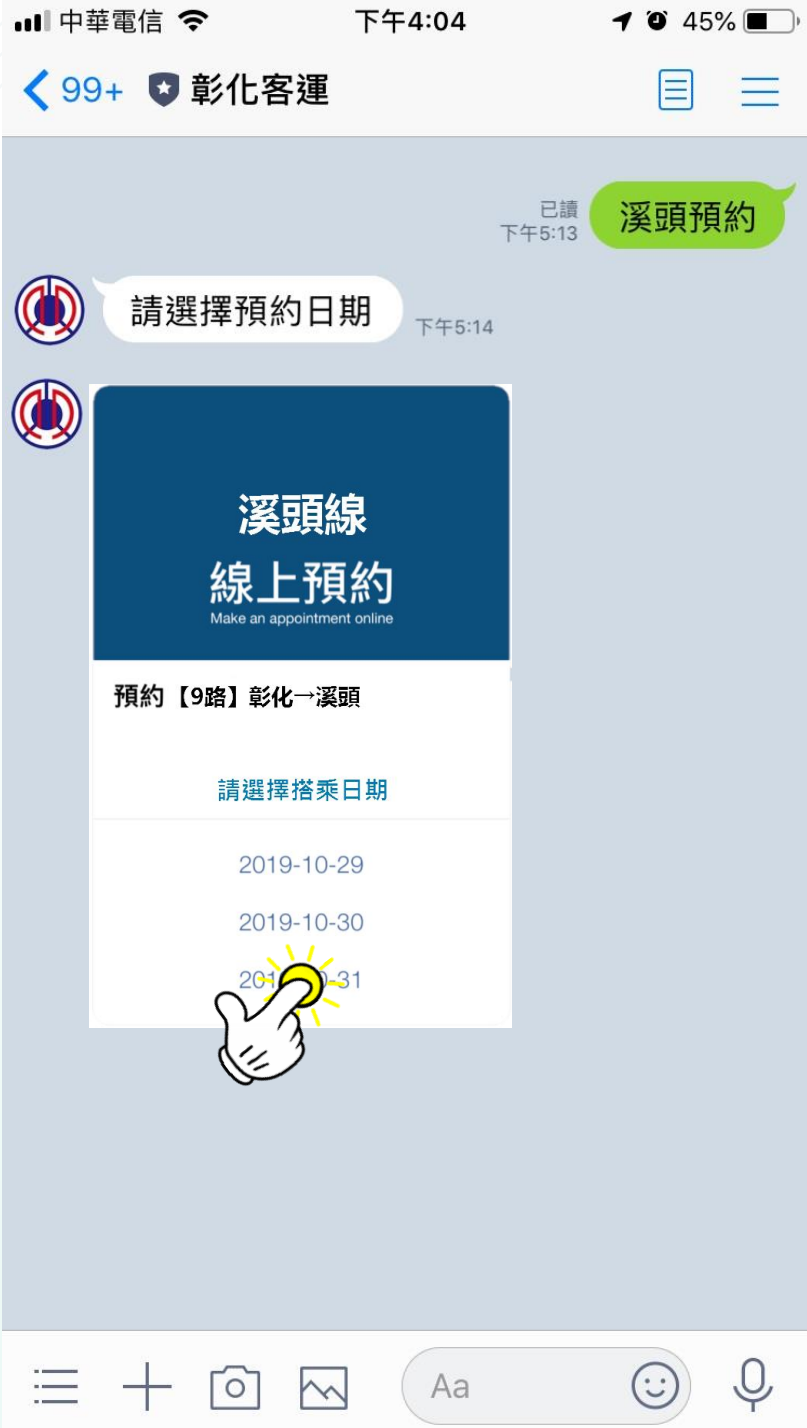 中華電信 下午4:04 45%
99+ 彰化客運
已讀
下午5:13
溪頭預約
請選擇預約日期
下午5:14
溪頭線
線上預約
Make an appointment online
預約【9路】彰化→溪頭
請選擇搭乘日期
2019-10-29
2019-10-30
201 -31
Aa